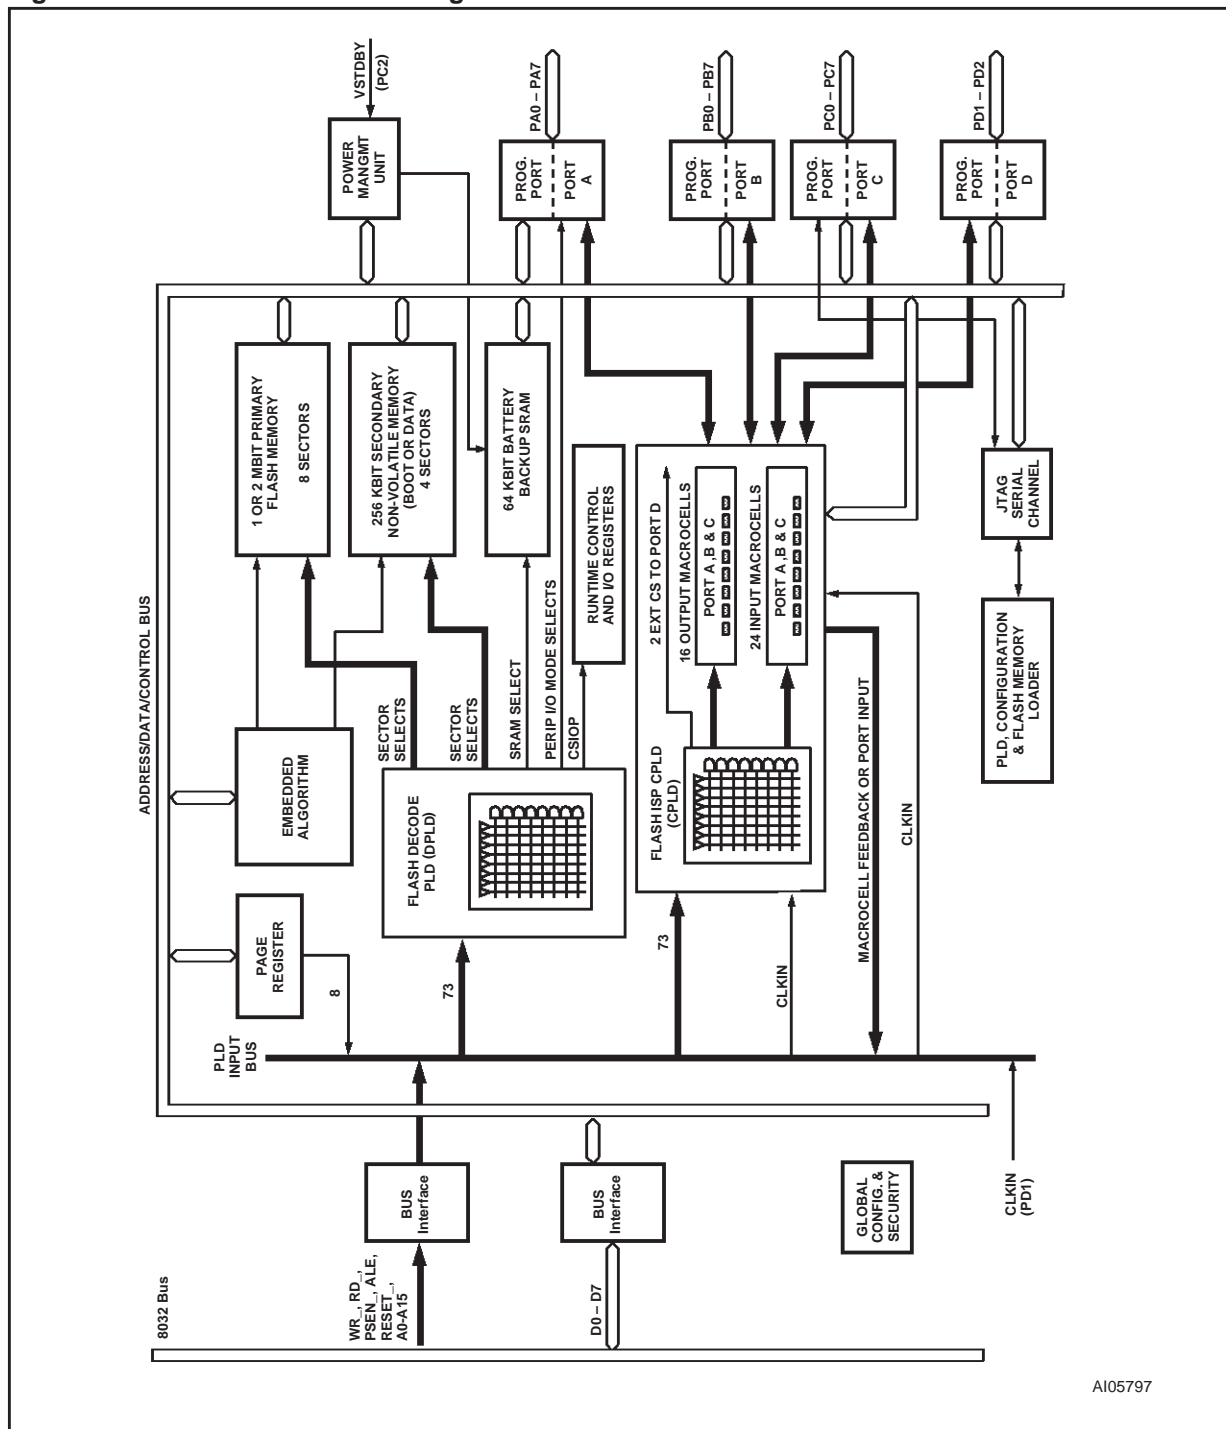 8032 Bus
WR_, RD_,
PSEN_, ALE,
RESET_,
A0-A15
BUS
Interface
D0 – D7
BUS
Interface
GLOBAL
CONFIG. &
SECURITY
CLKIN
(PD1)
ADDRESS/DATA/CONTROL BUS
PLD
INPUT
BUS
PAGE
REGISTER
8
73
73
CLKIN
EMBEDDED
ALGORITHM
FLASH DECODE
PLD (DPLD)
SECTOR
SELECTS
SECTOR
SELECTS
SRAM SELECT
PERIP I/O MODE SELECTS
CSIOP
FLASH ISP CPLD
(CPLD)
2 EXT CS TO PORT D
16 OUTPUT MACROCELLS
PORT A,B & C
24 INPUT MACROCELLS
PORT A,B & C
MACROCELL FEEDBACK OR PORT INPUT
CLKIN
1 OR 2 MBIT PRIMARY
FLASH MEMORY
8 SECTORS
256 KBIT SECONDARY
NON-VOLATILE MEMORY
(BOOT OR DATA)
4 SECTORS
64 KBIT BATTERY
BACKUP SRAM
RUNTIME CONTROL
AND I/O REGISTERS
JTAG
SERIAL
CHANNEL
PLD, CONFIGURATION
& FLASH MEMORY
LOADER
VSTDBY
(PC2)
POWER
MANGMT
UNIT
PA0 – PA7
PROG.
PORT
PORT
A
PB0 – PB7
PROG.
PORT
PORT
B
PC0 – PC7
PROG.
PORT
PORT
C
PD1 – PD2
PROG.
PORT
PORT
D
AI05797